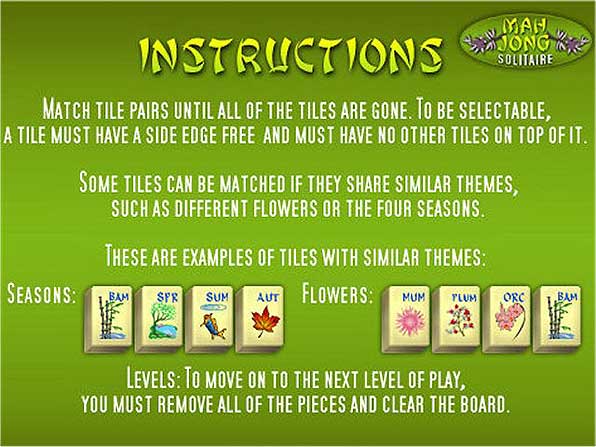 INSTRUCTIONS
MAH
JONG
SOLITAIRE
MATCH TILE PAIRS UNTIL ALL OF THE TILES ARE GONE. TO BE SELECTABLE,
A TILE MUST HAVE A SIDE EDGE FREE AND MUST HAVE NO OTHER TILES ON TOP OF IT.
SOME TILES CAN BE MATCHED IF THEY SHARE SIMILAR THEMES,
SUCH AS DIFFERENT FLOWERS OR THE FOUR SEASONS.
THESE ARE EXAMPLES OF TILES WITH SIMILAR THEMES:
SEASONS: BAM SPR SUM AUT FLOWERS: MUM PLUM ORC BAM
LEVELS: TO MOVE ON TO THE NEXT LEVEL OF PLAY,
YOU MUST REMOVE ALL OF THE PIECES AND CLEAR THE BOARD.